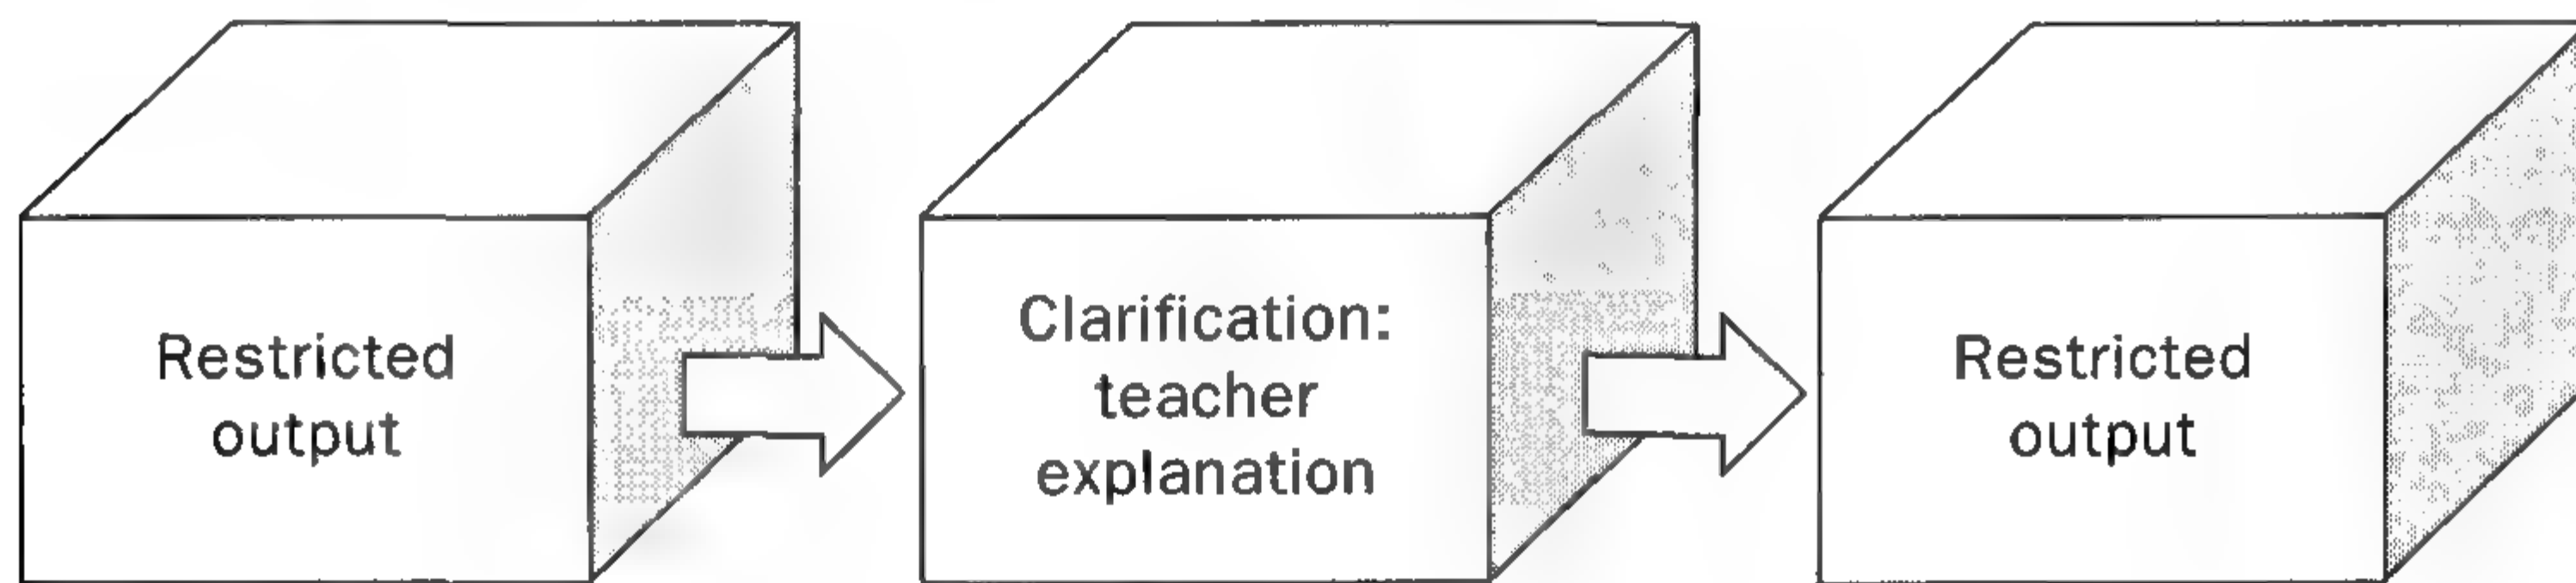 Restricted
output
Clarification:
teacher
explanation
Restricted
output